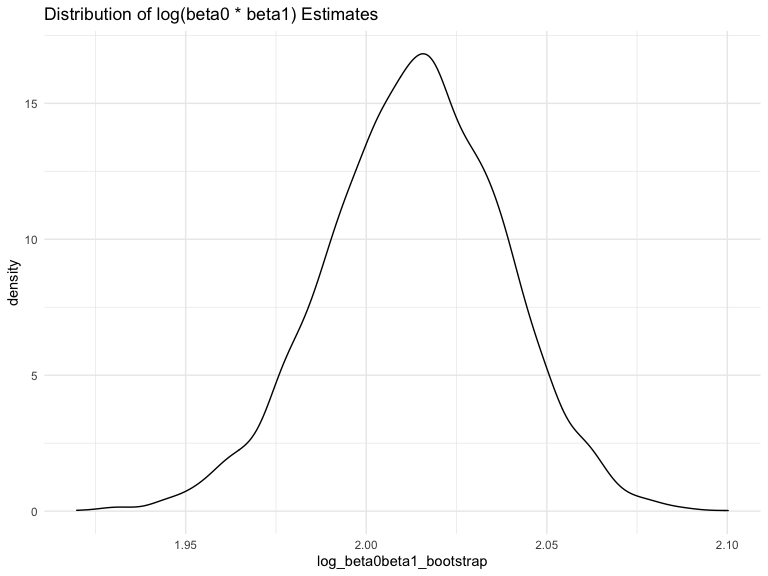 Distribution of log(beta0 * beta1) Estimates
15
10
5
0
density
1.95 2.00 2.05 2.10
log_beta0beta1_bootstrap